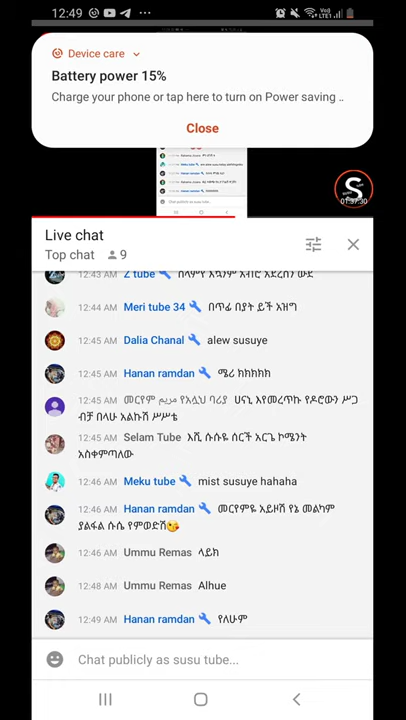 12:49
Device care
Battery power 15%
Charge your phone or tap here to turn on Power saving ..
Close
S
01:37:30
Live chat
Top chat 9
12:43 AM Z tube
12:44 AM Meri tube 34 በጥፊ በያት ይች አዝግ
12:45 AM Dalia Chanal alew susuye
12:45 AM Hanan ramdan ሜሪ ክክክክክ
12:45 AM መርየም مريم የአሏህ ባሪያ ሀናኒ እየመረጥኩ የዶሮውን ሥጋ
ብቻ በላሁ አልኩሽ ሥሥቴ
12:45 AM Selam Tube እሺ ሱሱዬ ሰርች አርጌ ኮሜንት
አስቀምጣለው
12:46 AM Meku tube mist susuye hahaha
12:46 AM Hanan ramdan መርየምዬ አይዞሽ የኔ መልካም
ያልፋል ሱሴ የምወድሽ😘
12:46 AM Ummu Remas ላይክ
12:48 AM Ummu Remas Alhue
12:49 AM Hanan ramdan የለሁም
Chat publicly as susu tube...